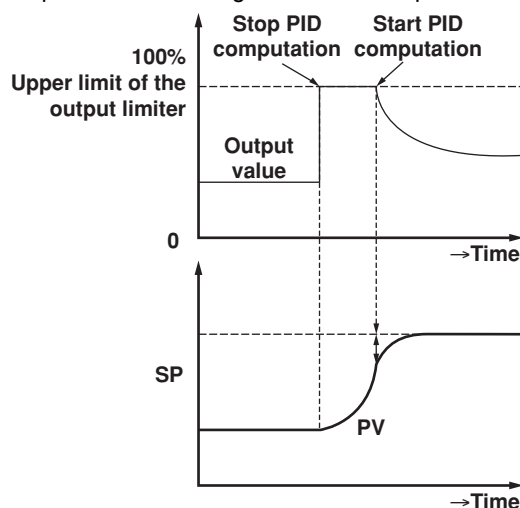 Stop PID
computation
Start PID
computation
100%
Upper limit of the
output limiter
Output
value
0
→Time
SP
PV
→Time